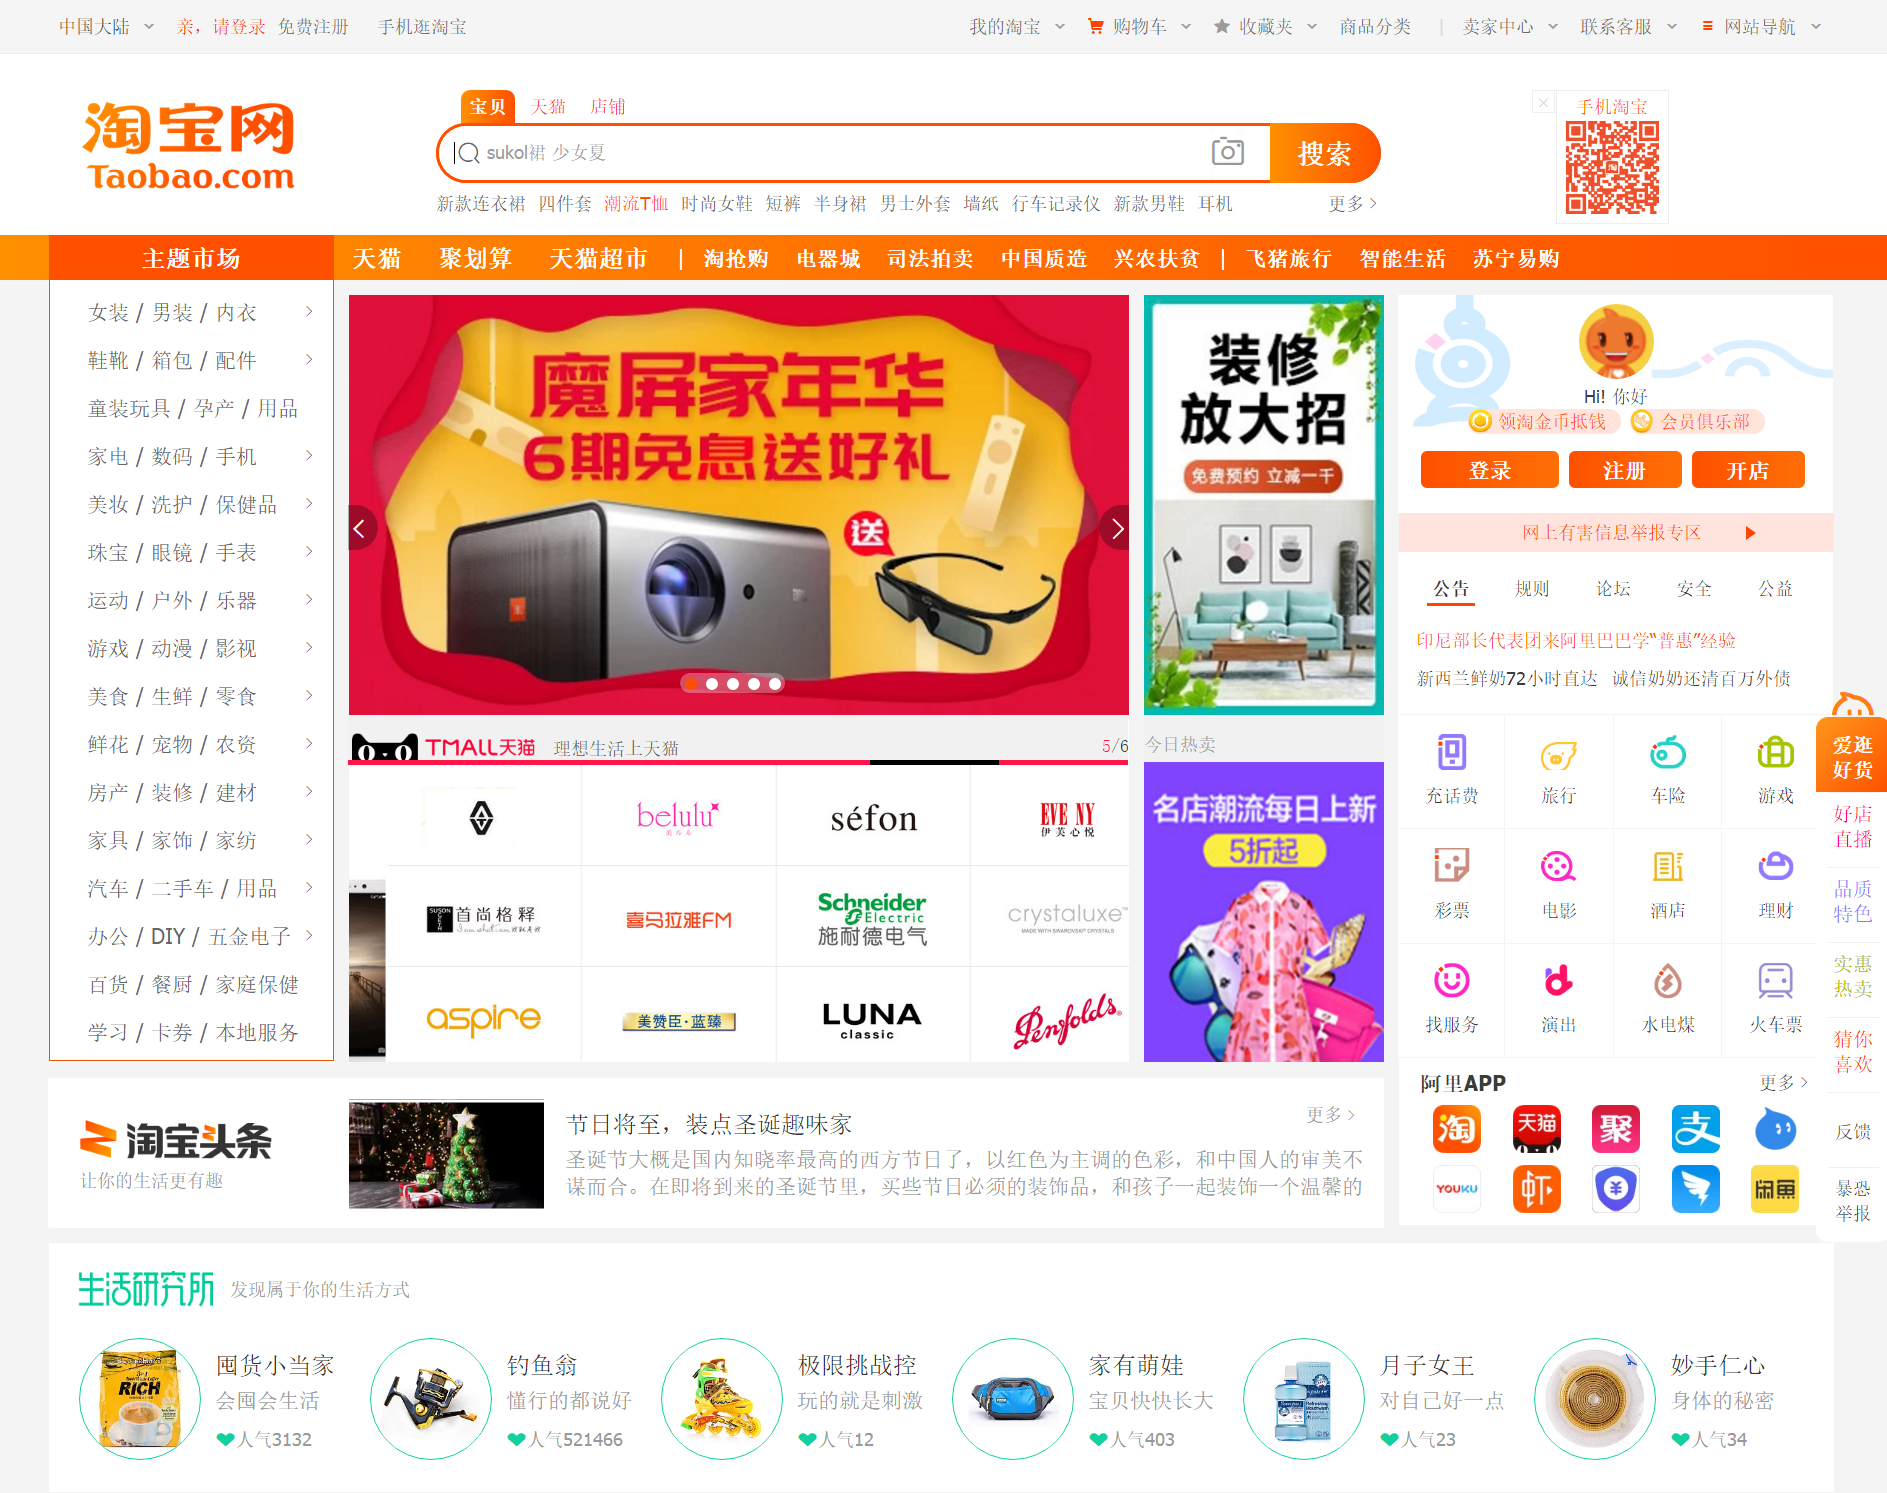 中国大陆 亲，请登录 免费注册 手机逛淘宝 我的淘宝 购物车 收藏夹 商品分类 | 卖家中心 联系客服 网站导航
淘宝网
Taobao.com
宝贝 天猫 店铺
sukol裙 少女夏 搜索
新款连衣裙 四件套 潮流T恤 时尚女鞋 短裤 半身裙 男士外套 墙纸 行车记录仪 新款男鞋 耳机 更多
手机淘宝
主题市场 天猫 聚划算 天猫超市 | 淘抢购 电器城 司法拍卖 中国质造 兴农扶贫 | 飞猪旅行 智能生活 苏宁易购
女装 / 男装 / 内衣
鞋靴 / 箱包 / 配件
童装玩具 / 孕产 / 用品
家电 / 数码 / 手机
美妆 / 洗护 / 保健品
珠宝 / 眼镜 / 手表
运动 / 户外 / 乐器
游戏 / 动漫 / 影视
美食 / 生鲜 / 零食
鲜花 / 宠物 / 农资
房产 / 装修 / 建材
家具 / 家饰 / 家纺
汽车 / 二手车 / 用品
办公 / DIY / 五金电子
百货 / 餐厨 / 家庭保健
学习 / 卡券 / 本地服务
魔屏家年华
6期免息送好礼
送
装修
放大招
免费预约 立减一千
TMALL天猫 理想生活上天猫 5/6
belulu
美ルル
séfon
EVE NY
伊芙心悦
首尚格释
喜马拉雅FM
Schneider
Electric
施耐德电气
crystaluxe™
MADE WITH SWAROVSKI® CRYSTALS
aspire
美赞臣·蓝臻
LUNA
classic
Penfolds
今日热卖
名店潮流每日上新
5折起
Hi! 你好
领淘金币抵钱 会员俱乐部
登录 注册 开店
网上有害信息举报专区
公告 规则 论坛 安全 公益
印尼部长代表团来阿里巴巴学“普惠”经验
新西兰鲜奶72小时直达 诚信奶奶还清百万外债
充话费 旅行 车险 游戏
彩票 电影 酒店 理财
找服务 演出 水电煤 火车票
阿里APP 更多
淘 天猫 聚 支
YOUKU 虾 闲鱼
爱逛
好货
好店
直播
品质
特色
实惠
热卖
猜你
喜欢
反馈
暴恐
举报
淘宝头条
让你的生活更有趣
节日将至，装点圣诞趣味家 更多
圣诞节大概是国内知晓率最高的西方节日了，以红色为主调的色彩，和中国人的审美不
谋而合。在即将到来的圣诞节里，买些节日必须的装饰品，和孩子一起装饰一个温馨的
生活研究所 发现属于你的生活方式
RICH
囤货小当家
会囤会生活
人气3132
钓鱼翁
懂行的都说好
人气521466
极限挑战控
玩的就是刺激
人气12
家有萌娃
宝贝快快长大
人气403
月子女王
对自己好一点
人气23
妙手仁心
身体的秘密
人气34